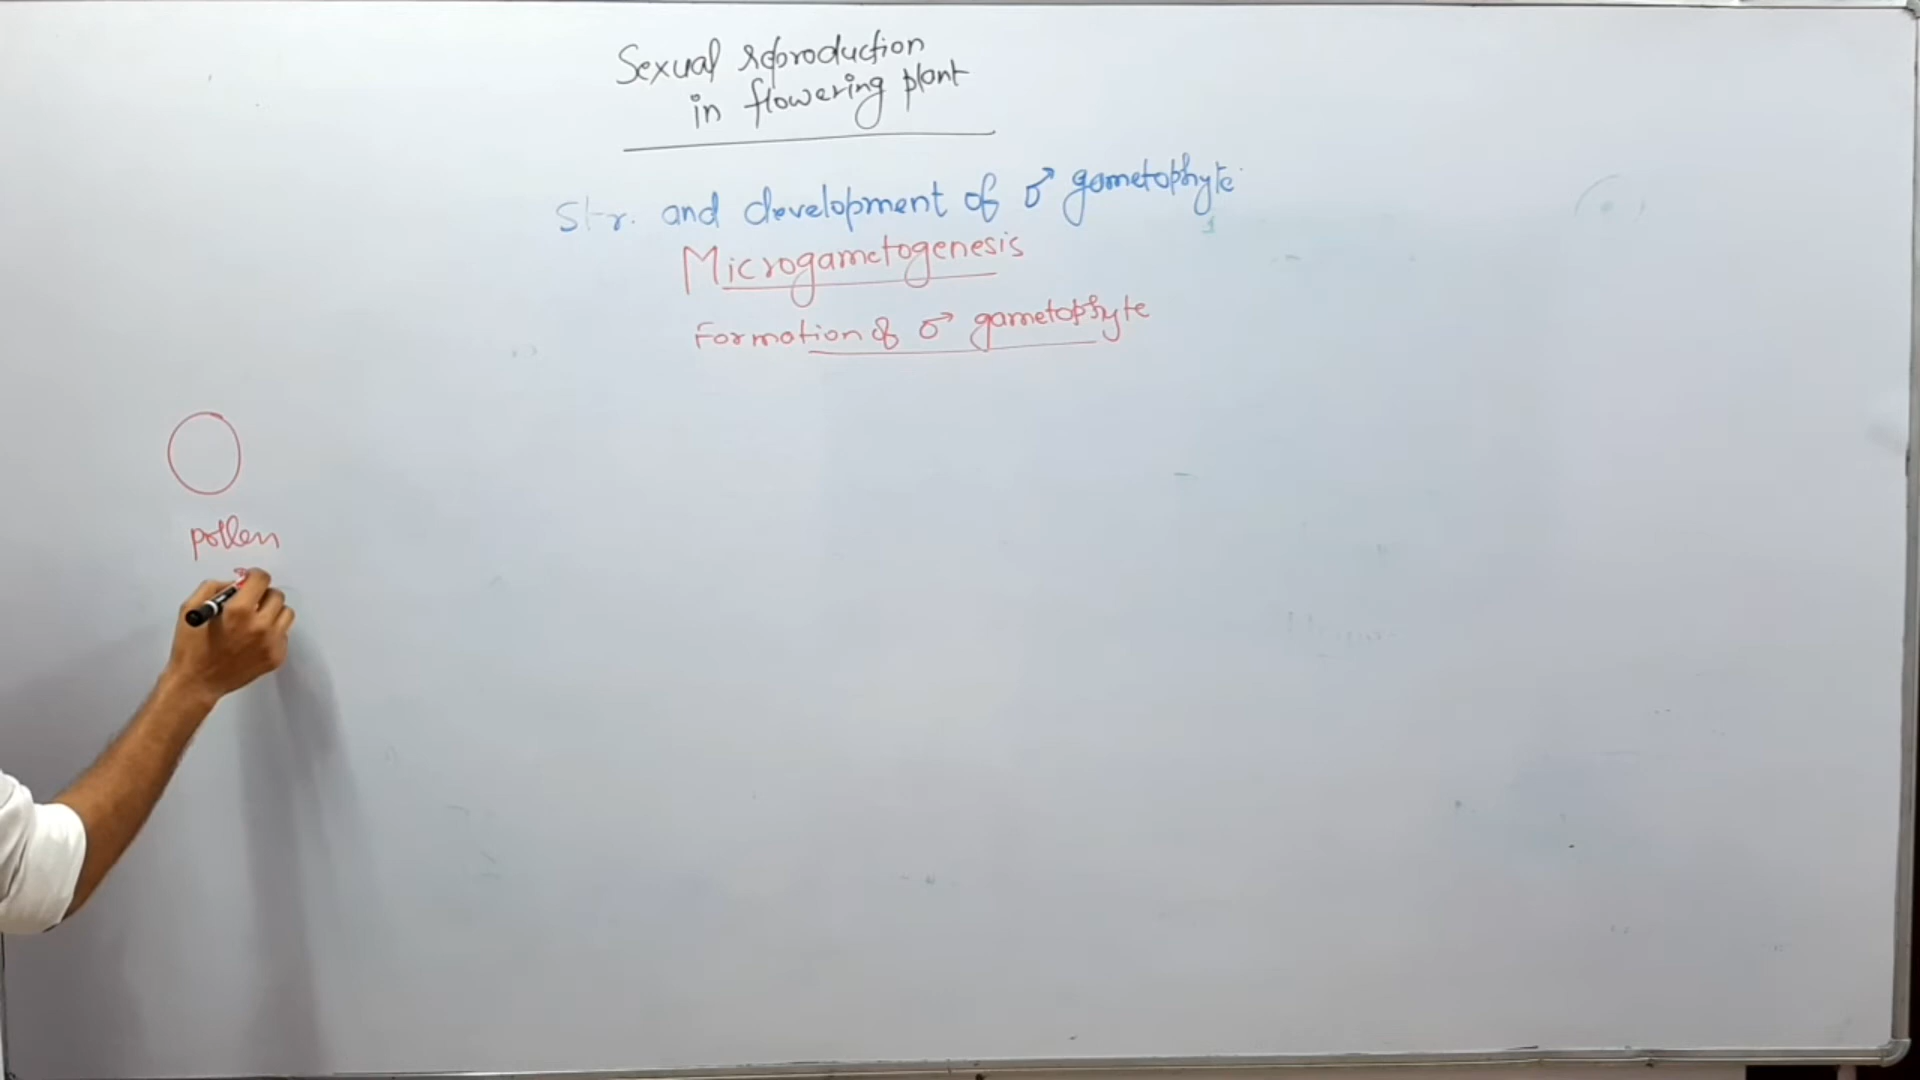 Sexual reproduction
in flowering plant
Str. and development of ♂ gametophyte
Microgametogenesis
Formation of ♂ gametophyte
pollen